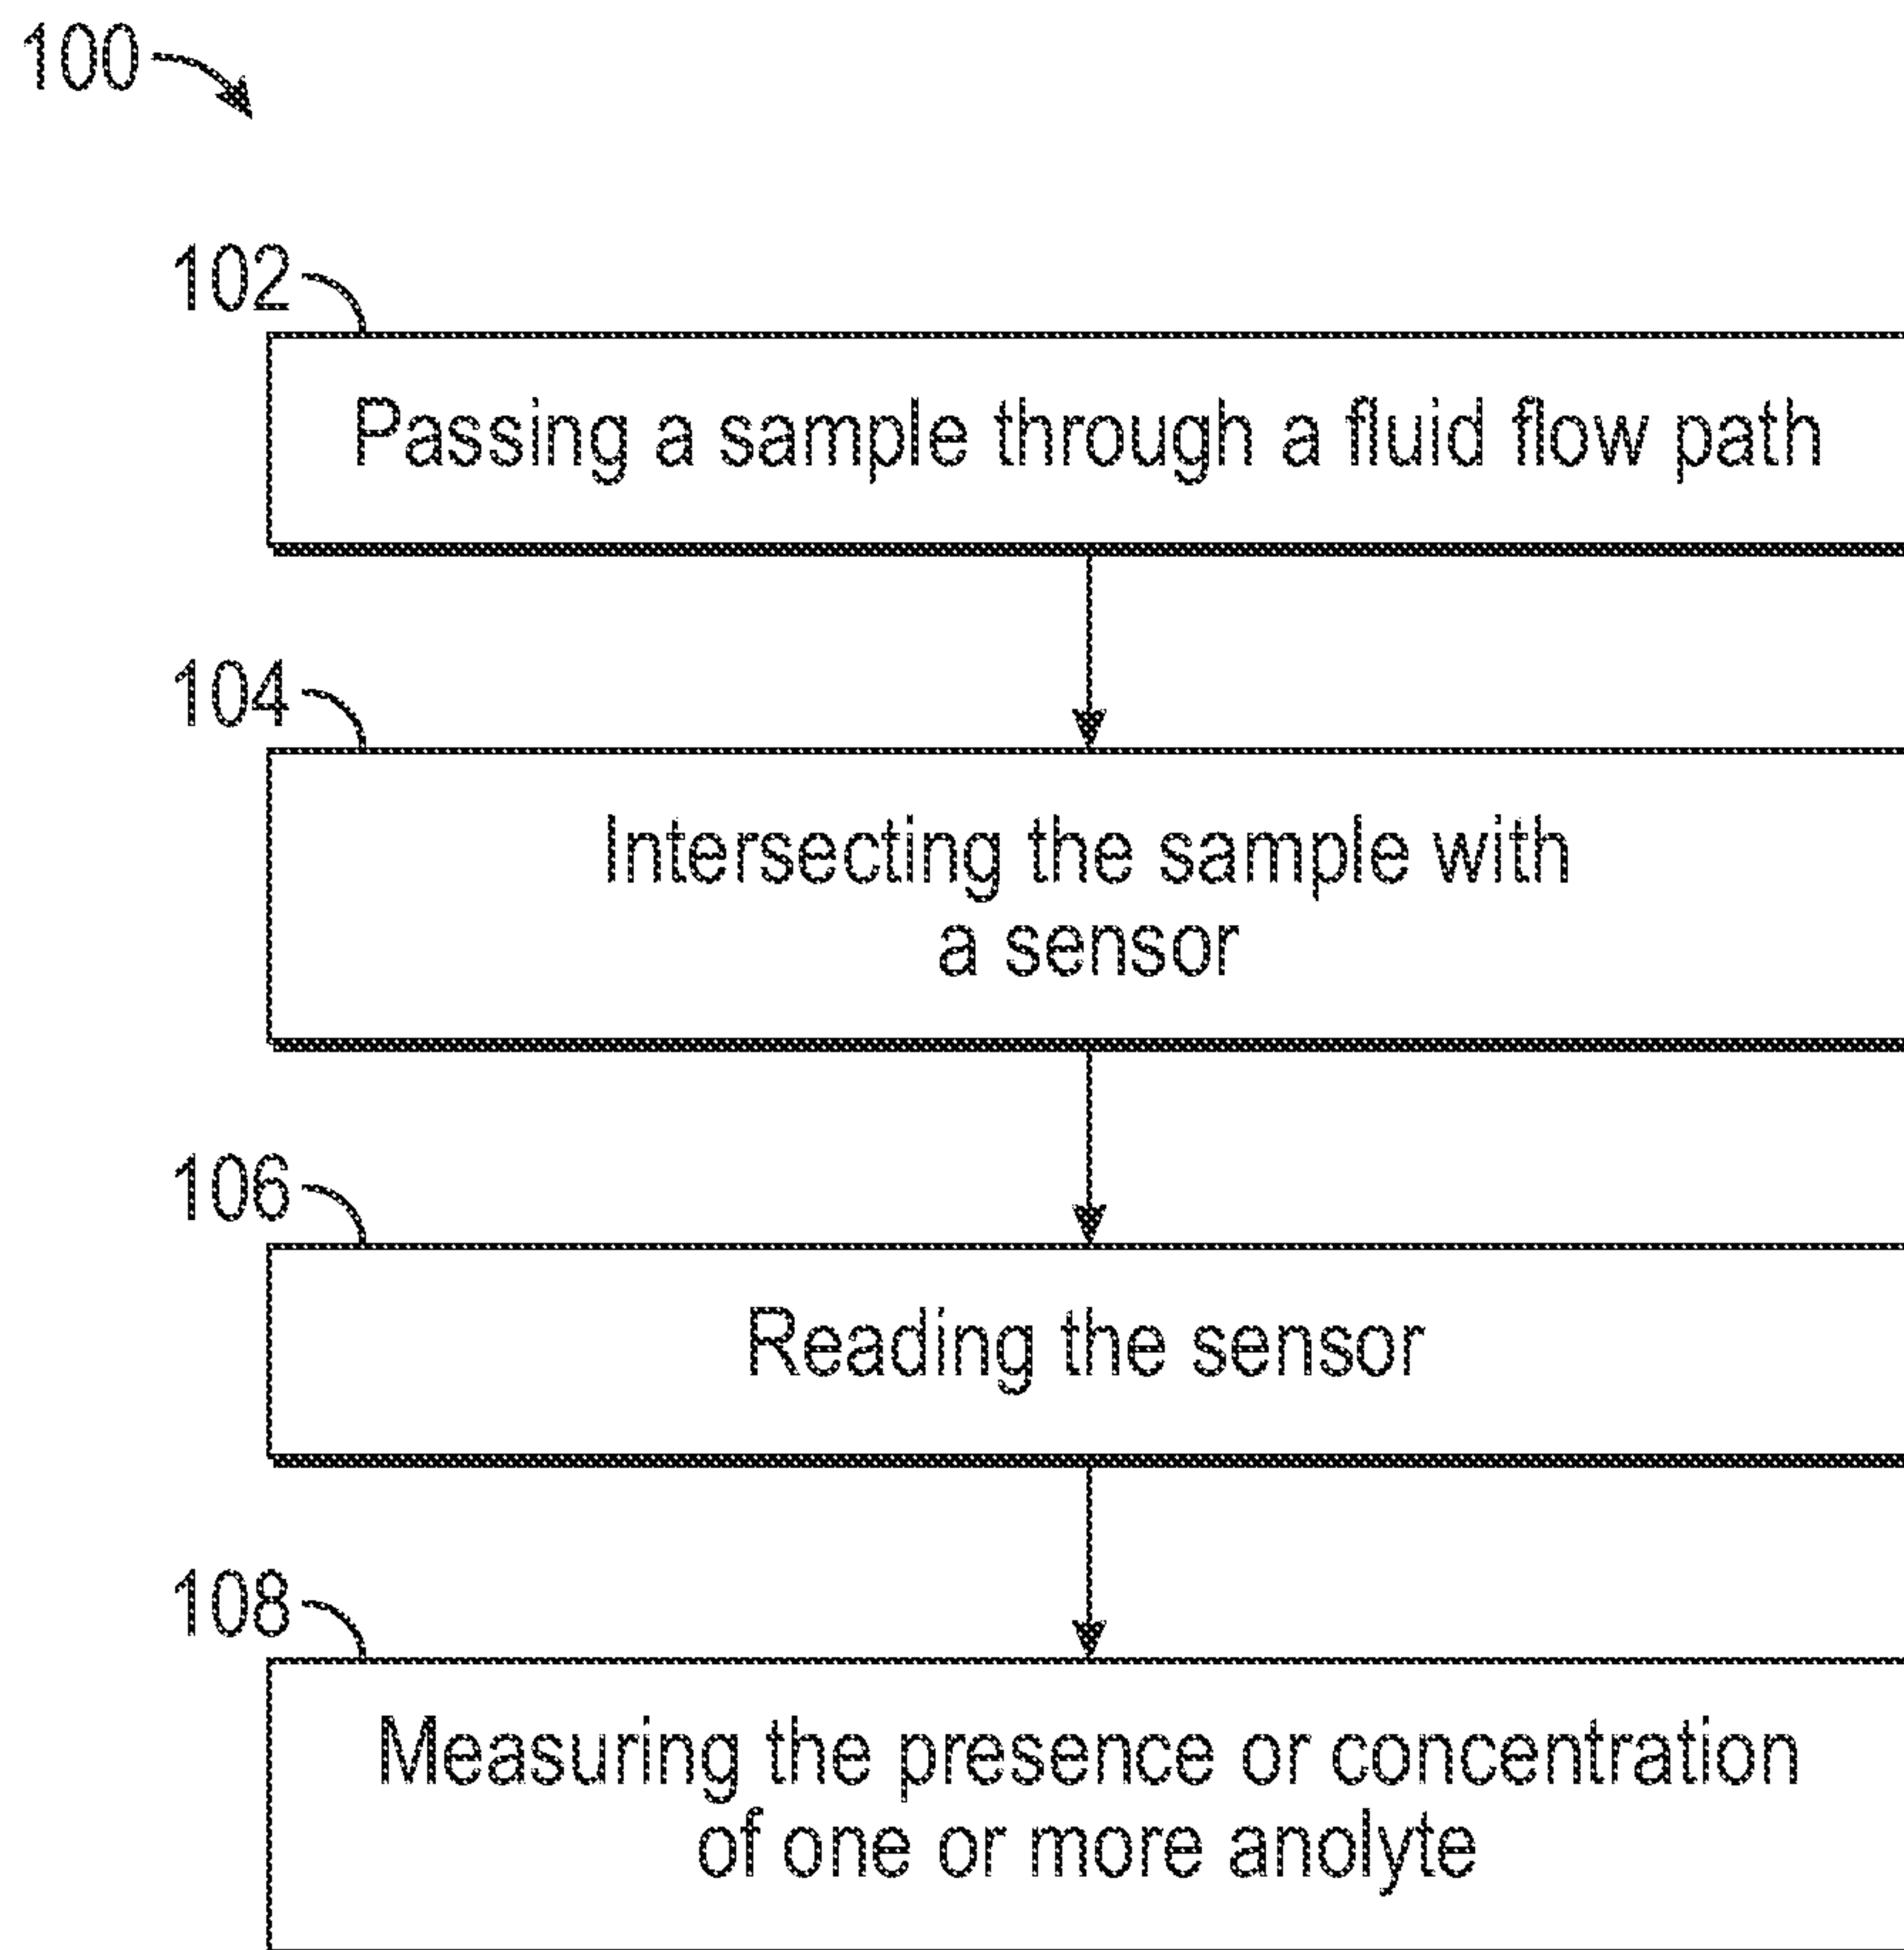 100
102
Passing a sample through a fluid flow path
104
Intersecting the sample with
a sensor
106
Reading the sensor
108
Measuring the presence or concentration
of one or more anolyte